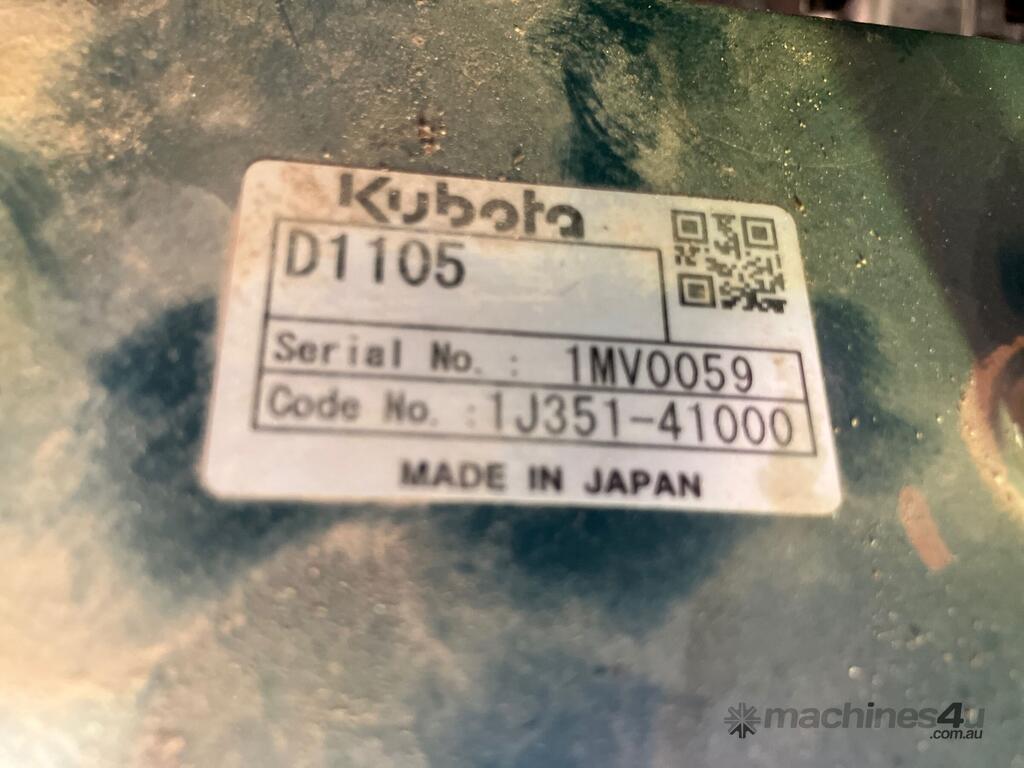 Kubota
D1105
Serial No. : 1MV0059
Code No. :1J351-41000
MADE IN JAPAN
machines4u
.com.au